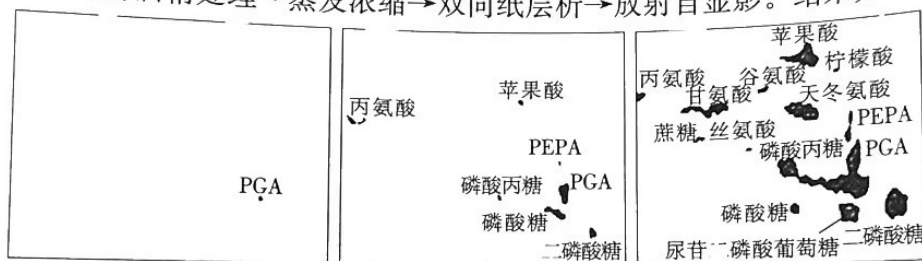 蒸发浓缩→双向纸层析→放射自显影。结果
PGA
丙氨酸
苹果酸
PEPA
磷酸丙糖
PGA
磷酸糖
二磷酸糖
苹果酸
柠檬酸
丙氨酸
谷氨酸
甘氨酸
天冬氨酸
PEPA
蔗糖
丝氨酸
磷酸丙糖
PGA
磷酸糖
二磷酸糖
尿苷二磷酸葡萄糖